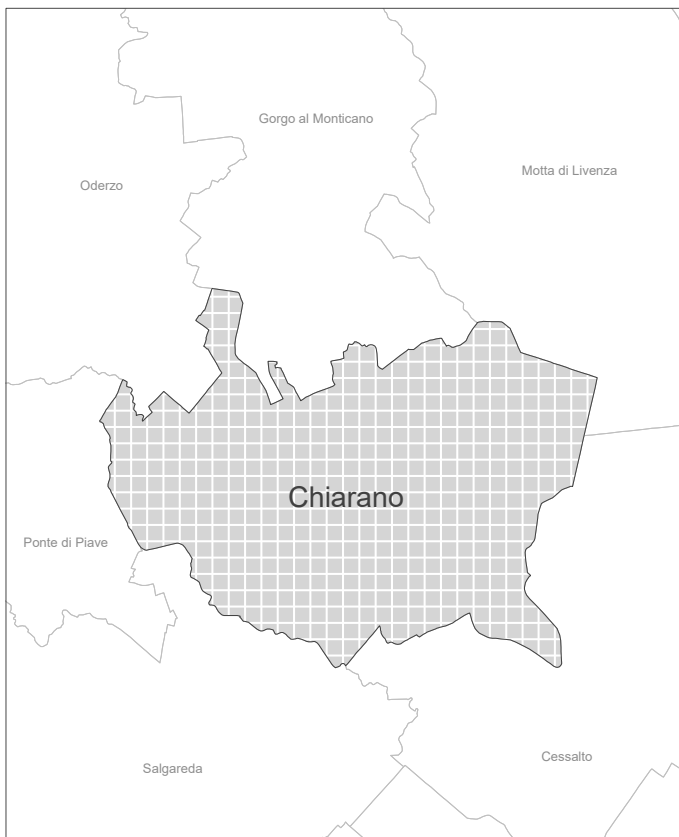 Gorgo al Monticano
Motta di Livenza
Oderzo
Chiarano
Ponte di Piave
Cessalto
Salgareda